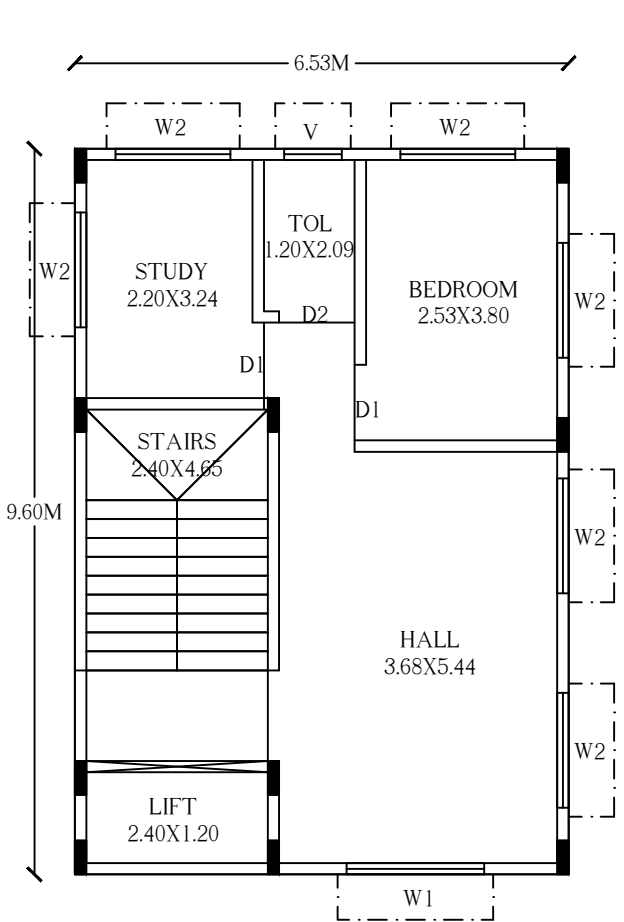 6.53M
W2
V
W2
TOL
1.20X2.09
STUDY
2.20X3.24
W2
BEDROOM
2.53X3.80
W2
D2
D1
D1
STAIRS
2.40X4.65
9.60M
W2
HALL
3.68X5.44
W2
LIFT
2.40X1.20
W1